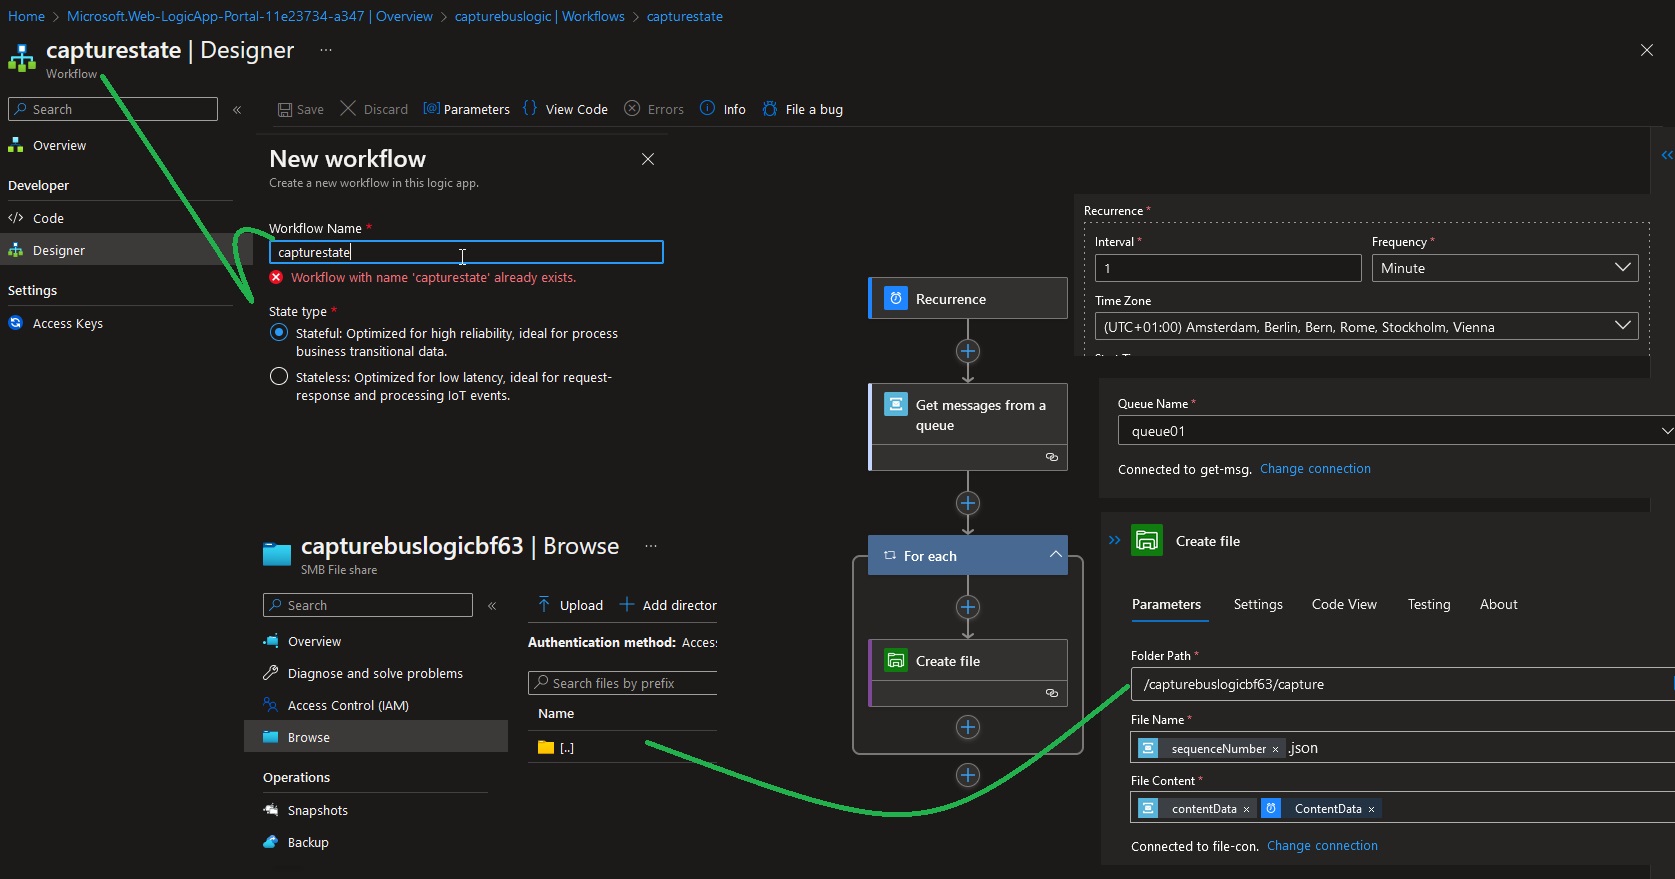 Home > Microsoft.Web-LogicApp-Portal-11e23734-a347 | Overview > capturebuslogic | Workflows > capturestate
capturestate | Designer ...
Workflow
Search «
Overview
Developer
Code
Designer
Settings
Access Keys
Save Discard Parameters View Code Errors Info File a bug
New workflow
Create a new workflow in this logic app.
Workflow Name *
capturestate
Workflow with name 'capturestate' already exists.
State type *
Stateful: Optimized for high reliability, ideal for process
business transitional data.
Stateless: Optimized for low latency, ideal for request-
response and processing IoT events.
capturebuslogicbf63 | Browse ...
SMB File share
Search «
Overview
Diagnose and solve problems
Access Control (IAM)
Browse
Operations
Snapshots
Backup
Upload + Add director
Authentication method: Acces
Search files by prefix
Name
[..]
Recurrence
Get messages from a
queue
For each
Create file
Recurrence *
Interval *
1
Frequency *
Minute
Time Zone
(UTC+01:00) Amsterdam, Berlin, Bern, Rome, Stockholm, Vienna
Queue Name *
queue01
Connected to get-msg. Change connection
» Create file
Parameters Settings Code View Testing About
Folder Path *
/capturebuslogicbf63/capture
File Name *
sequenceNumber × .json
File Content *
contentData × ContentData ×
Connected to file-con. Change connection